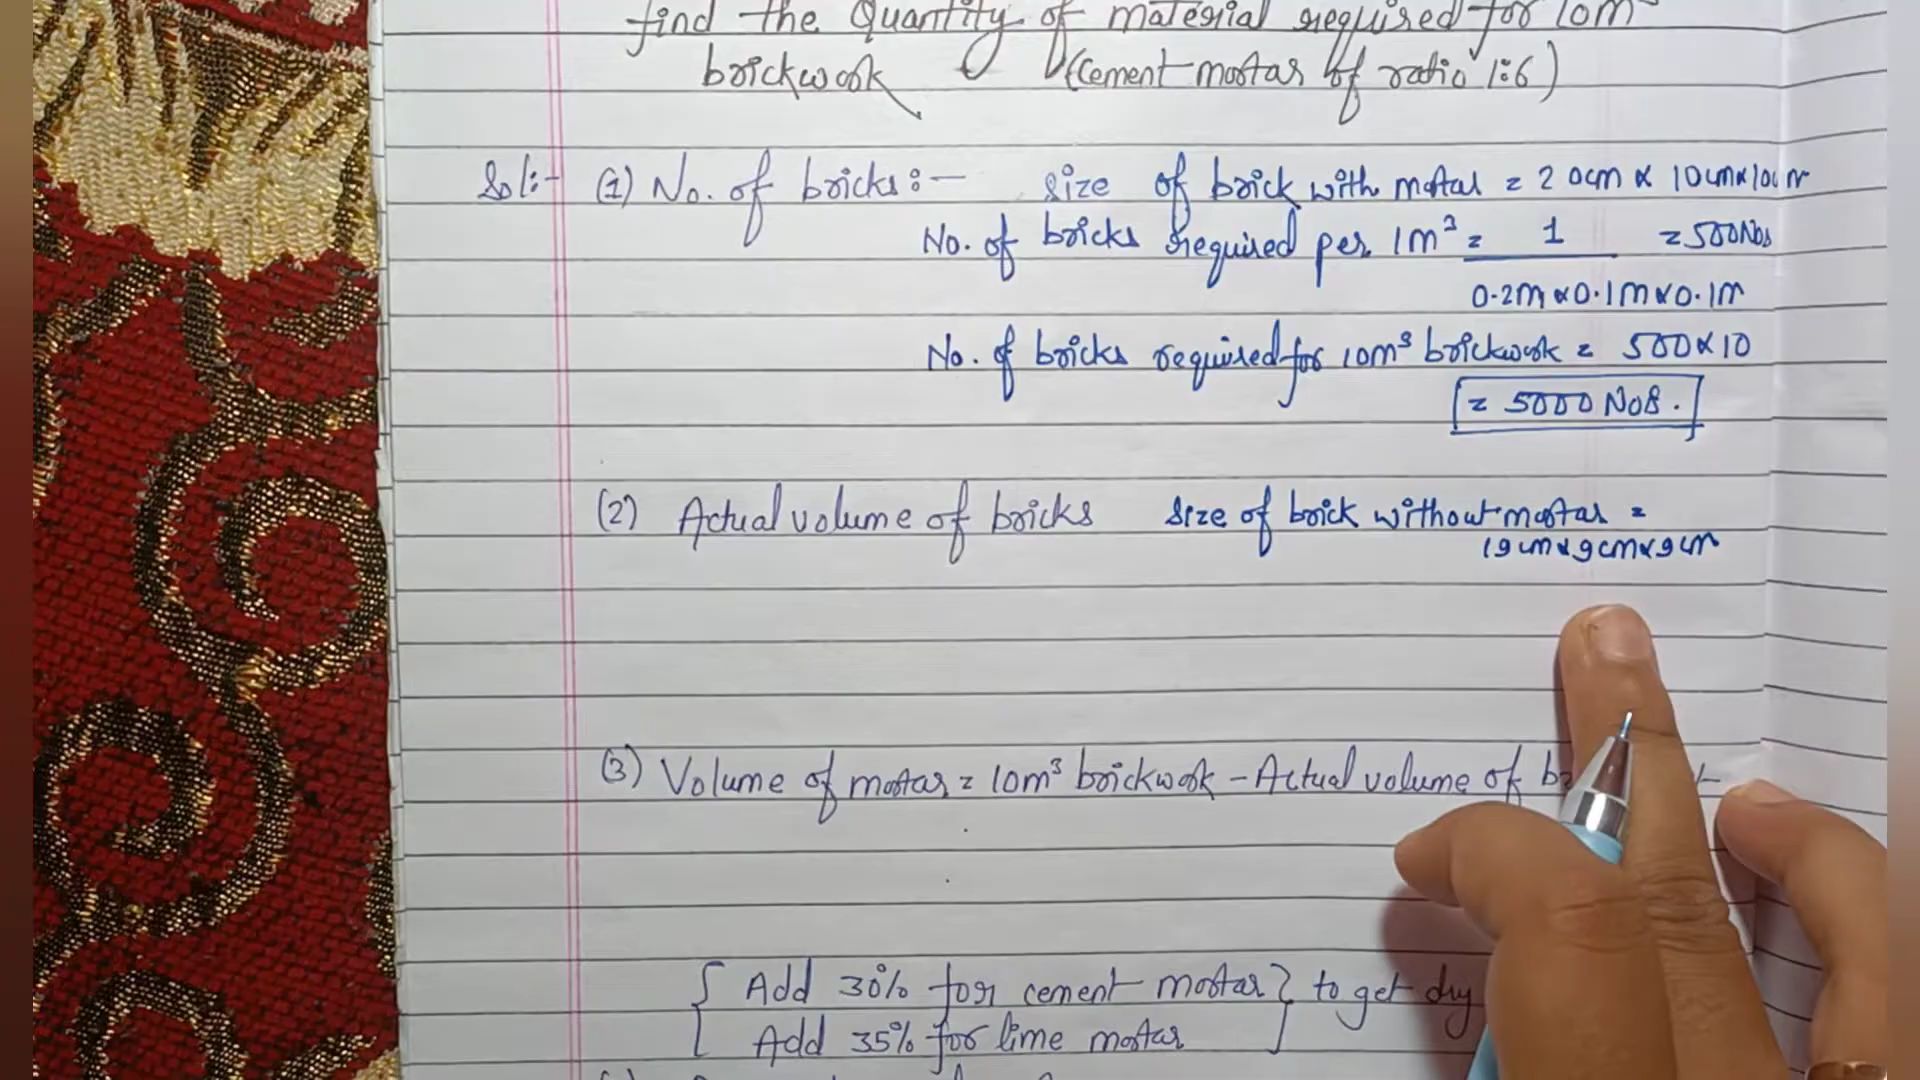 find the Quantity of material required for 10m³
brickwork (cement mortar of ratio 1:6)
Sol:- (1) No. of bricks:- Size of brick with mortar = 20cm × 10cm×10cm
No. of bricks required per 1m³ = 1 = 500Nos
0.2m×0.1m×0.1m
No. of bricks required for 10m³ brickwork = 500×10
= 5000 Nos.
(2) Actual volume of bricks Size of brick without mortar =
19cm×9cm×9cm
(3) Volume of mortar = 10m³ brickwork - Actual volume of
{ Add 30% for cement mortar } to get dry
Add 35% for lime mortar